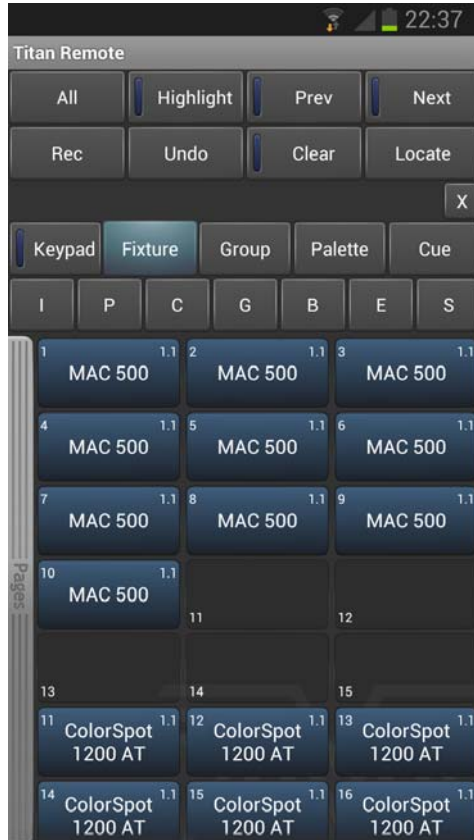 22:37
Titan Remote
All Highlight Prev Next
Rec Undo Clear Locate
X
Keypad Fixture Group Palette Cue
I P C G B E S
1 1.1 2 1.1 3 1.1
MAC 500 MAC 500 MAC 500
4 1.1 5 1.1 6 1.1
MAC 500 MAC 500 MAC 500
7 1.1 8 1.1 9 1.1
MAC 500 MAC 500 MAC 500
Pages
10 1.1
MAC 500
11 12
13 14 15
11 1.1 12 1.1 13 1.1
ColorSpot ColorSpot ColorSpot
1200 AT 1200 AT 1200 AT
14 1.1 15 1.1 16 1.1
ColorSpot ColorSpot ColorSpot
1200 AT 1200 AT 1200 AT